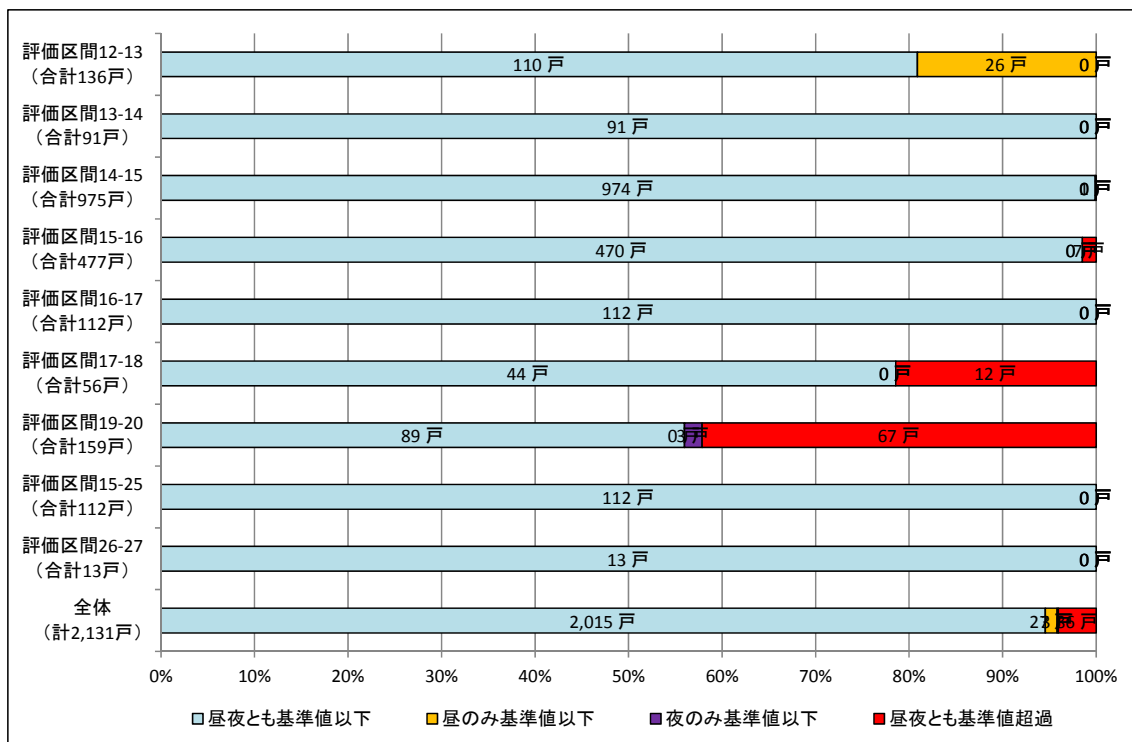 評価区間12-13
(合計136戸)
110 戸
26 戸
0 戸
評価区間13-14
(合計91戸)
91 戸
0 戸
評価区間14-15
(合計975戸)
974 戸
評価区間15-16
(合計477戸)
470 戸
評価区間16-17
(合計112戸)
112 戸
0 戸
評価区間17-18
(合計56戸)
44 戸
0 戸
12 戸
評価区間19-20
(合計159戸)
89 戸
67 戸
評価区間15-25
(合計112戸)
112 戸
0 戸
評価区間26-27
(合計13戸)
13 戸
0 戸
全体
(計2,131戸)
2,015 戸
0% 10% 20% 30% 40% 50% 60% 70% 80% 90% 100%
昼夜とも基準値以下 昼のみ基準値以下 夜のみ基準値以下 昼夜とも基準値超過